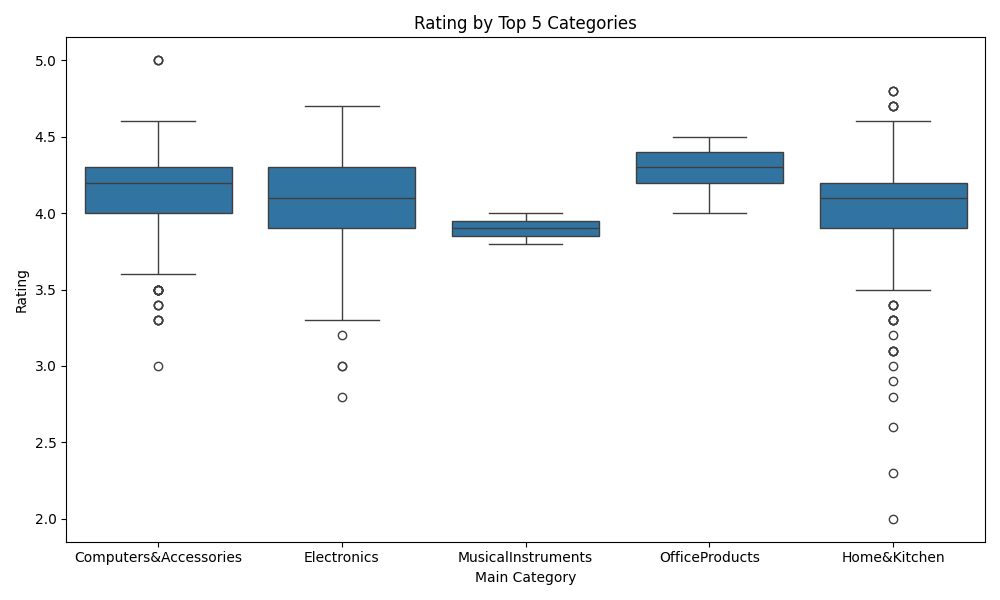 Rating by Top 5 Categories
5.0
4.5
4.0
3.5
3.0
2.5
2.0
Rating
Computers&Accessories Electronics MusicalInstruments OfficeProducts Home&Kitchen
Main Category